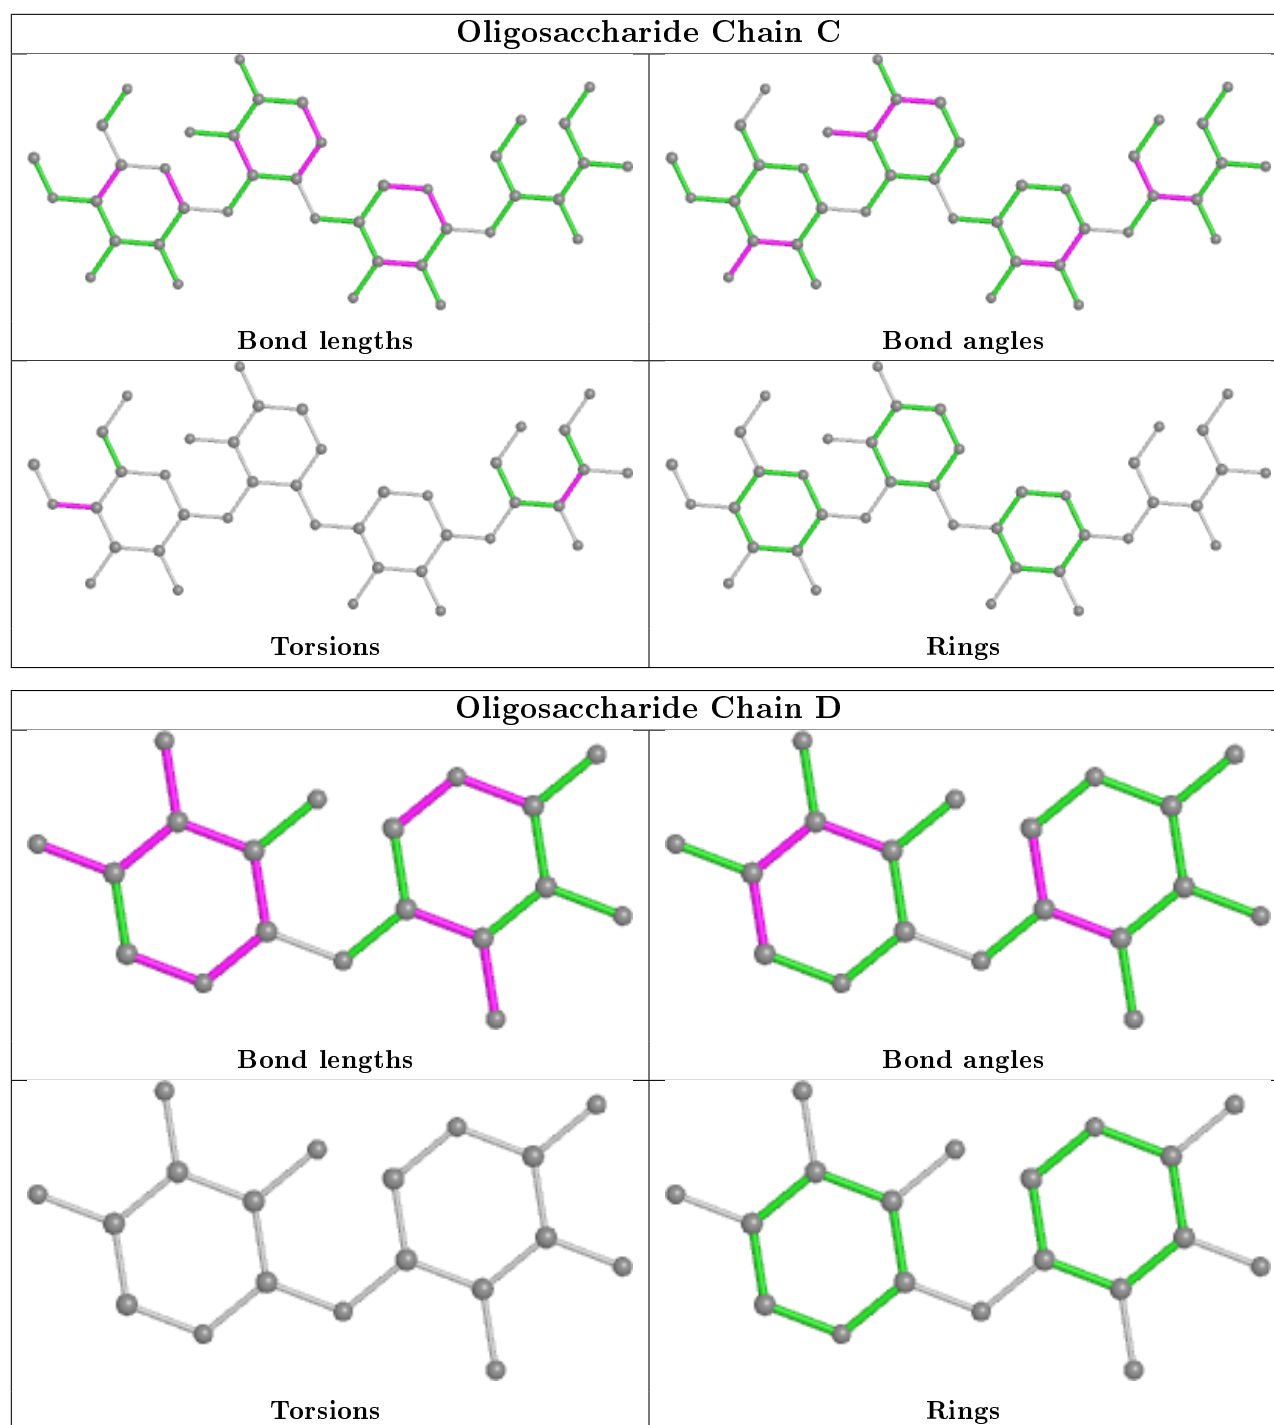 Oligosaccharide Chain C
Bond lengths
Bond angles
Torsions
Rings
Oligosaccharide Chain D
Bond lengths
Bond angles
Torsions
Rings